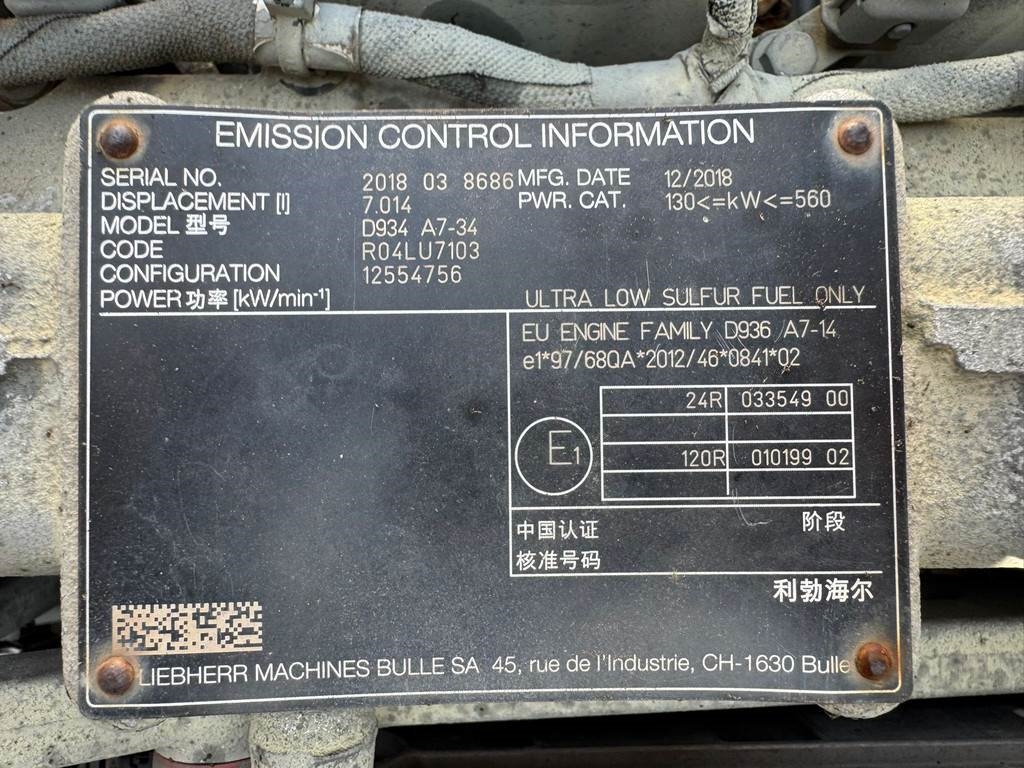 EMISSION CONTROL INFORMATION
SERIAL NO. 2018 03 8686 MFG. DATE 12/2018
DISPLACEMENT [l] 7.014 PWR. CAT. 130<=kW<=560
MODEL 型号 D934 A7-34
CODE R04LU7103
CONFIGURATION 12554756
POWER 功率 [kW/min-¹] ULTRA LOW SULFUR FUEL ONLY
EU ENGINE FAMILY D936 A7-14
e1*97/68QA*2012/46*0841*02
24R 033549 00
E1
120R 010199 02
中国认证 阶段
核准号码
利勃海尔
LIEBHERR MACHINES BULLE SA 45, rue de l'Industrie, CH-1630 Bulle